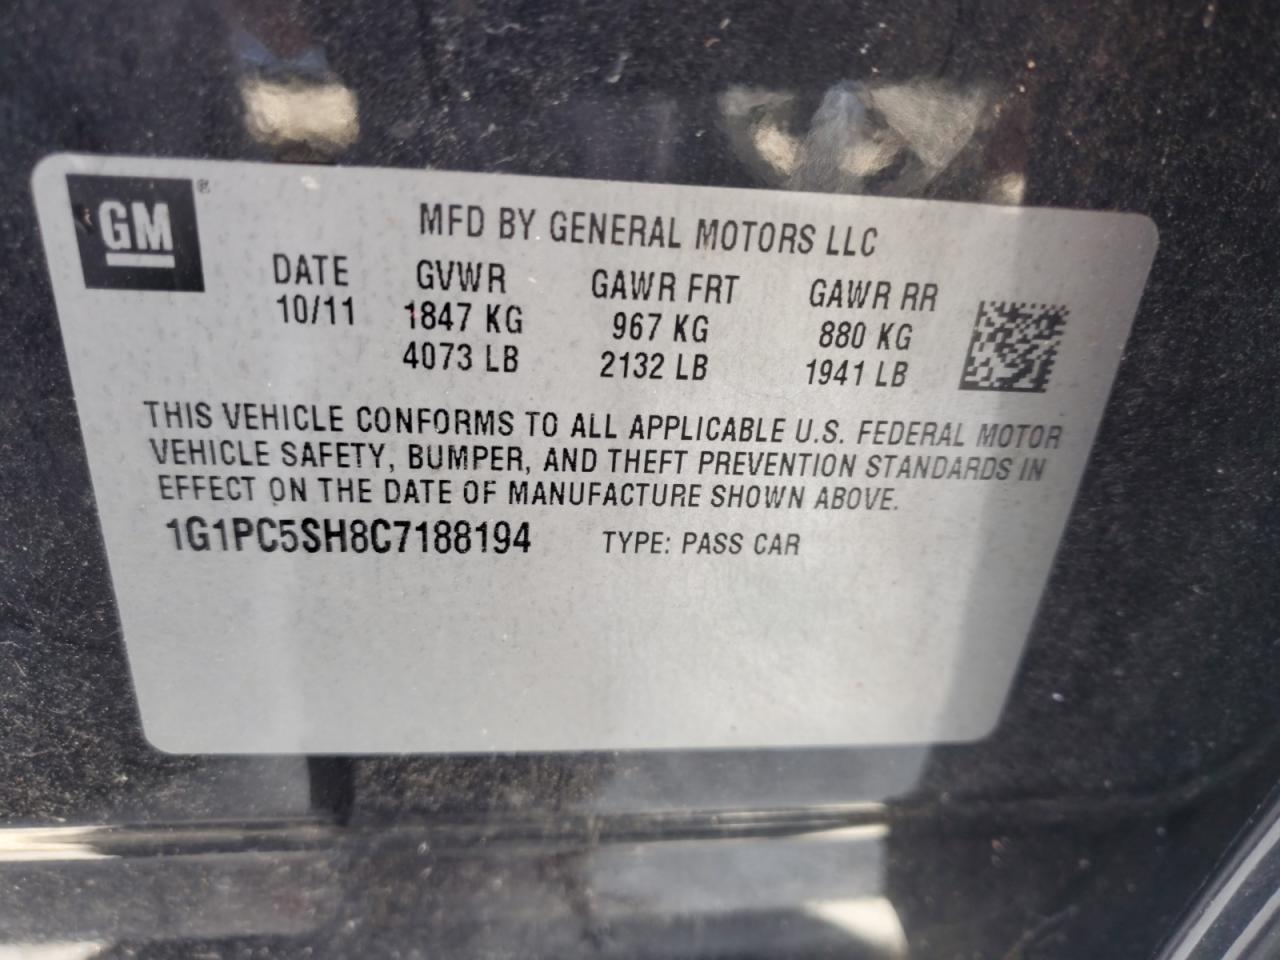 GM ®
MFD BY GENERAL MOTORS LLC
DATE GVWR GAWR FRT GAWR RR
10/11 1847 KG 967 KG 880 KG
4073 LB 2132 LB 1941 LB
THIS VEHICLE CONFORMS TO ALL APPLICABLE U.S. FEDERAL MOTOR
VEHICLE SAFETY, BUMPER, AND THEFT PREVENTION STANDARDS IN
EFFECT ON THE DATE OF MANUFACTURE SHOWN ABOVE.
1G1PC5SH8C7188194 TYPE: PASS CAR